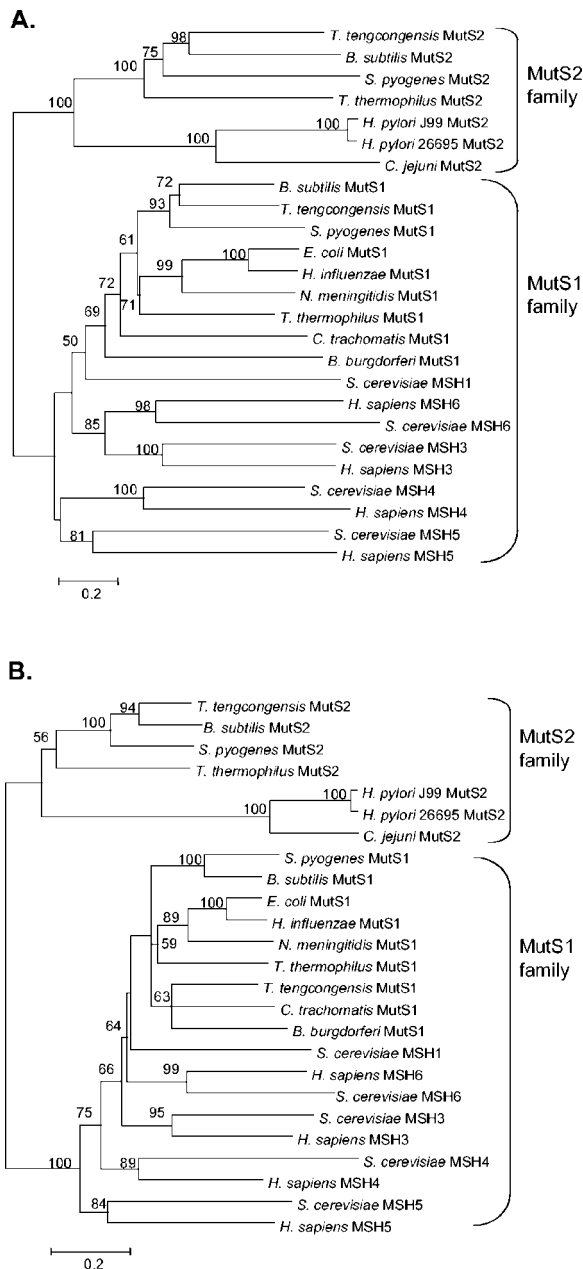 A.
98
T. tengcongensis MutS2
75
B. subtilis MutS2
MutS2
family
100
S. pyogenes MutS2
T. thermophilus MutS2
100
100
H. pylori J99 MutS2
H. pylori 26695 MutS2
100
C. jejuni MutS2
72
B. subtilis MutS1
93
T. tengcongensis MutS1
S. pyogenes MutS1
61
E. coli MutS1
99
100
H. influenzae MutS1
MutS1
family
72
N. meningitidis MutS1
71
T. thermophilus MutS1
69
C. trachomatis MutS1
50
B. burgdorferi MutS1
S. cerevisiae MSH1
98
H. sapiens MSH6
85
S. cerevisiae MSH6
100
S. cerevisiae MSH3
H. sapiens MSH3
100
S. cerevisiae MSH4
H. sapiens MSH4
81
S. cerevisiae MSH5
H. sapiens MSH5
0.2
B.
94
T. tengcongensis MutS2
100
B. subtilis MutS2
MutS2
family
56
S. pyogenes MutS2
T. thermophilus MutS2
100
H. pylori J99 MutS2
100
H. pylori 26695 MutS2
C. jejuni MutS2
100
S. pyogenes MutS1
B. subtilis MutS1
89
100
E. coli MutS1
H. influenzae MutS1
59
N. meningitidis MutS1
MutS1
family
T. thermophilus MutS1
63
T. tengcongensis MutS1
C. trachomatis MutS1
64
B. burgdorferi MutS1
S. cerevisiae MSH1
66
99
H. sapiens MSH6
S. cerevisiae MSH6
75
95
S. cerevisiae MSH3
H. sapiens MSH3
100
89
S. cerevisiae MSH4
H. sapiens MSH4
84
S. cerevisiae MSH5
H. sapiens MSH5
0.2